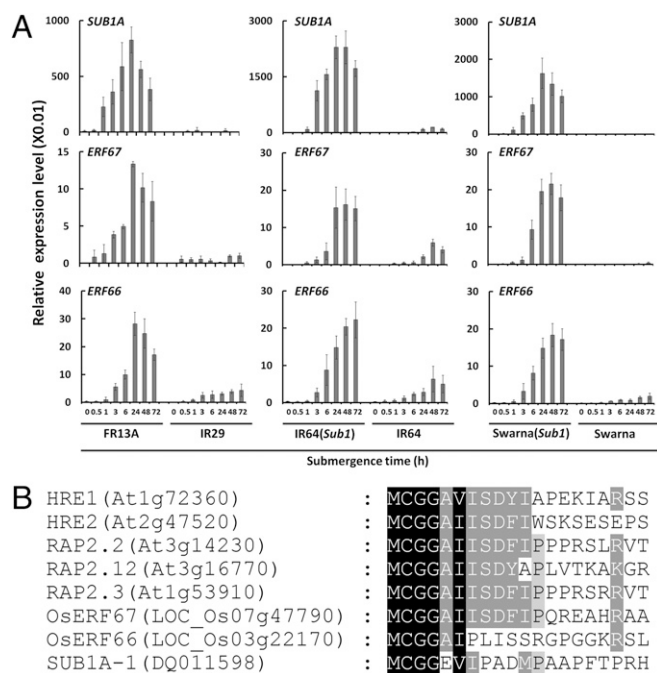 A
SUB1A
SUB1A
SUB1A
1000
500
0
3000
1500
0
3000
2000
1000
0
Relative expression level (X0.01)
ERF67
ERF67
ERF67
15
10
5
0
30
20
10
0
30
20
10
0
ERF66
ERF66
ERF66
40
30
20
10
0
30
20
10
0
30
20
10
0
0 0.5 1 3 6 24 48 72 0 0.5 1 3 6 24 48 72 0 0.5 1 3 6 24 48 72 0 0.5 1 3 6 24 48 72 0 0.5 1 3 6 24 48 72 0 0.5 1 3 6 24 48 72
FR13A IR29 IR64(Sub1) IR64 Swarna(Sub1) Swarna
Submergence time (h)
B
HRE1(At1g72360) : MCGGAVISDYIAPEKIARSS
HRE2(At2g47520) : MCGGAIISDFIWSKSESEPS
RAP2.2(At3g14230) : MCGGAIISDFIPPPRSLRVT
RAP2.12(At3g16770) : MCGGAIISDYAPLVTKAKGR
RAP2.3(At1g53910) : MCGGAIISDFIPPPRSRRVT
OsERF67(LOC_Os07g47790) : MCGGAIISDFIPQREAHRAA
OsERF66(LOC_Os03g22170) : MCGGAIPLISSRGPGGKRSL
SUB1A-1(DQ011598) : MCGGEVIPADMPAAPFTPRH